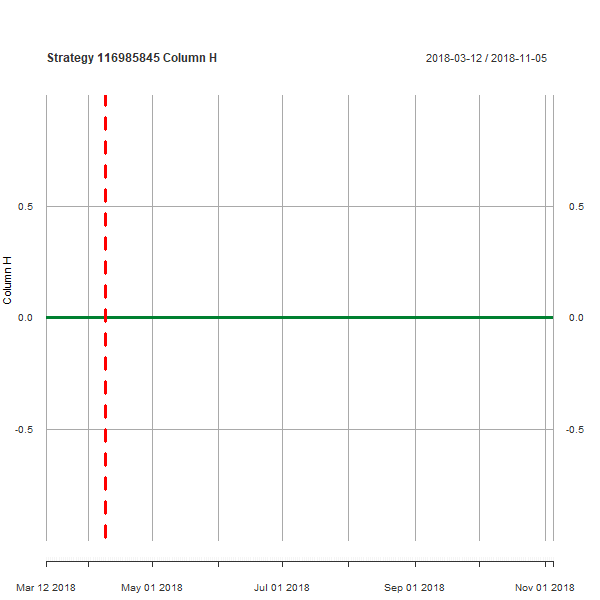 Strategy 116985845 Column H
2018-03-12 / 2018-11-05
Column H
0.5
0.5
0.0
0.0
-0.5
-0.5
Mar 12 2018
May 01 2018
Jul 01 2018
Sep 01 2018
Nov 01 2018